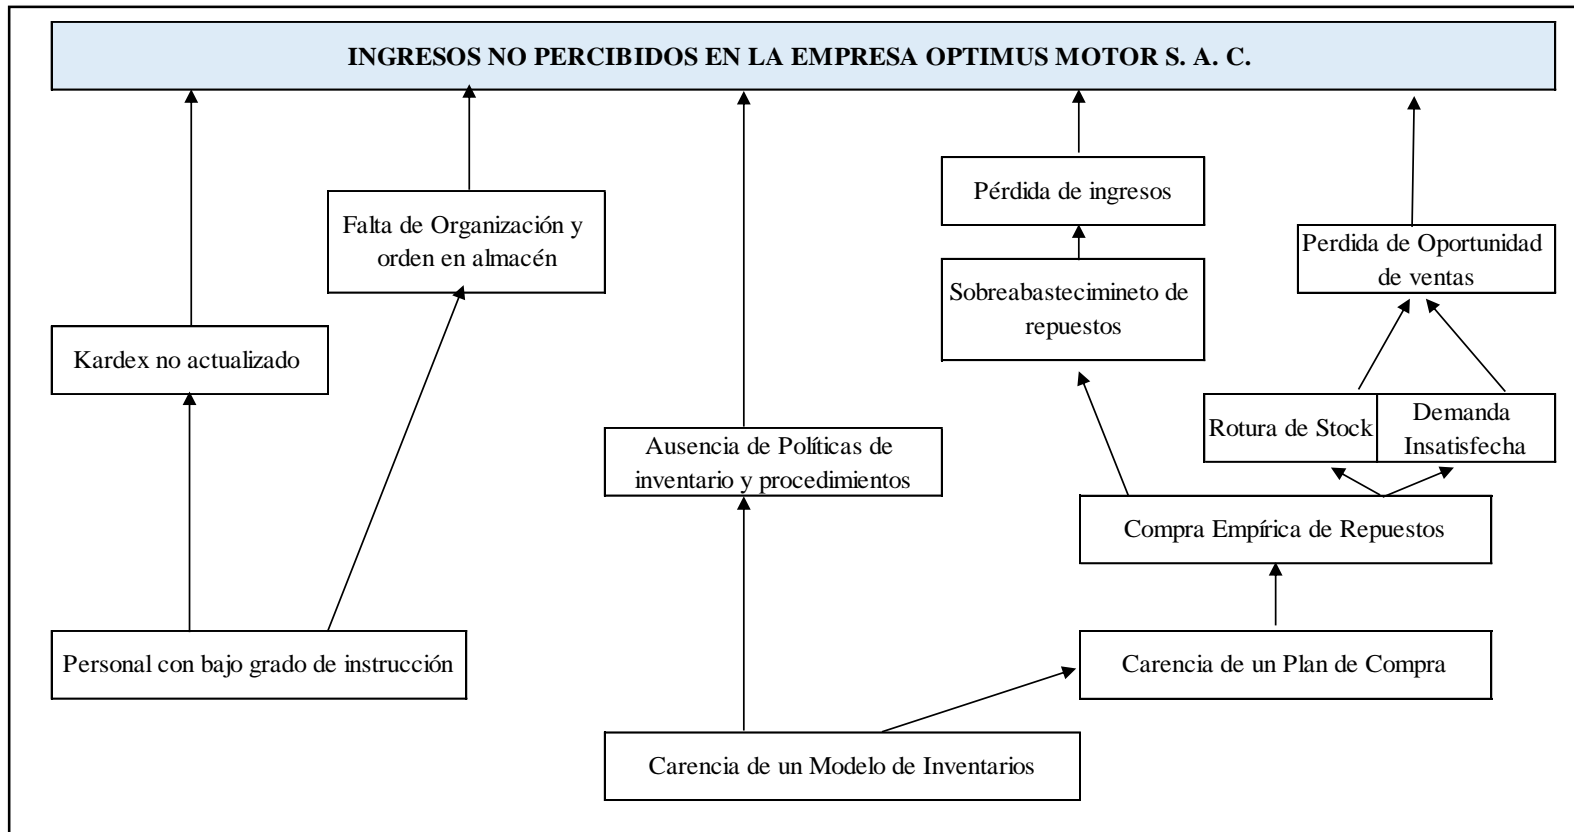 INGRESOS NO PERCIBIDOS EN LA EMPRESA OPTIMUS MOTOR S. A. C.
Pérdida de ingresos
Falta de Organización y
orden en almacén
Perdida de Oportunidad
de ventas
Sobreabastecimineto de
repuestos
Kardex no actualizado
Rotura de Stock
Demanda
Insatisfecha
Ausencia de Políticas de
inventario y procedimientos
Compra Empírica de Repuestos
Personal con bajo grado de instrucción
Carencia de un Plan de Compra
Carencia de un Modelo de Inventarios